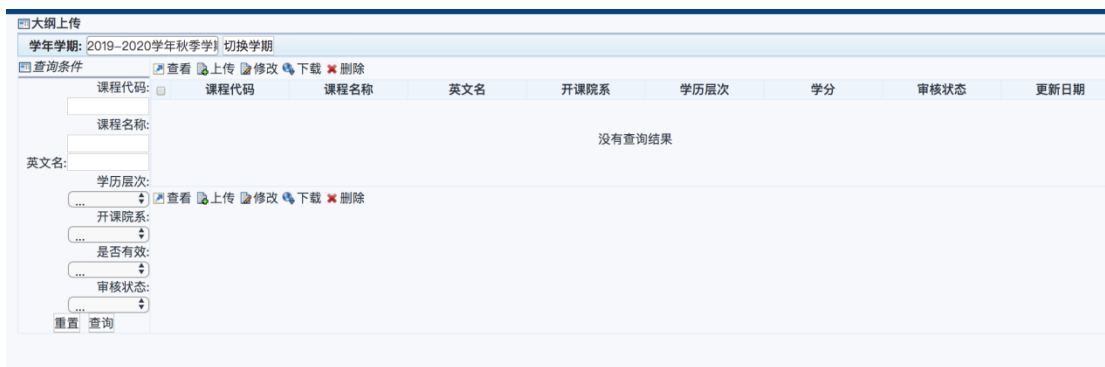 大纲上传
学年学期: 2019-2020学年秋季学期 切换学期
查询条件
查看 上传 修改 下载 删除
课程代码:
课程代码 课程名称 英文名 开课院系 学历层次 学分 审核状态 更新日期
课程名称:
没有查询结果
英文名:
学历层次:
... 查看 上传 修改 下载 删除
开课院系:
...
是否有效:
...
审核状态:
...
重置 查询